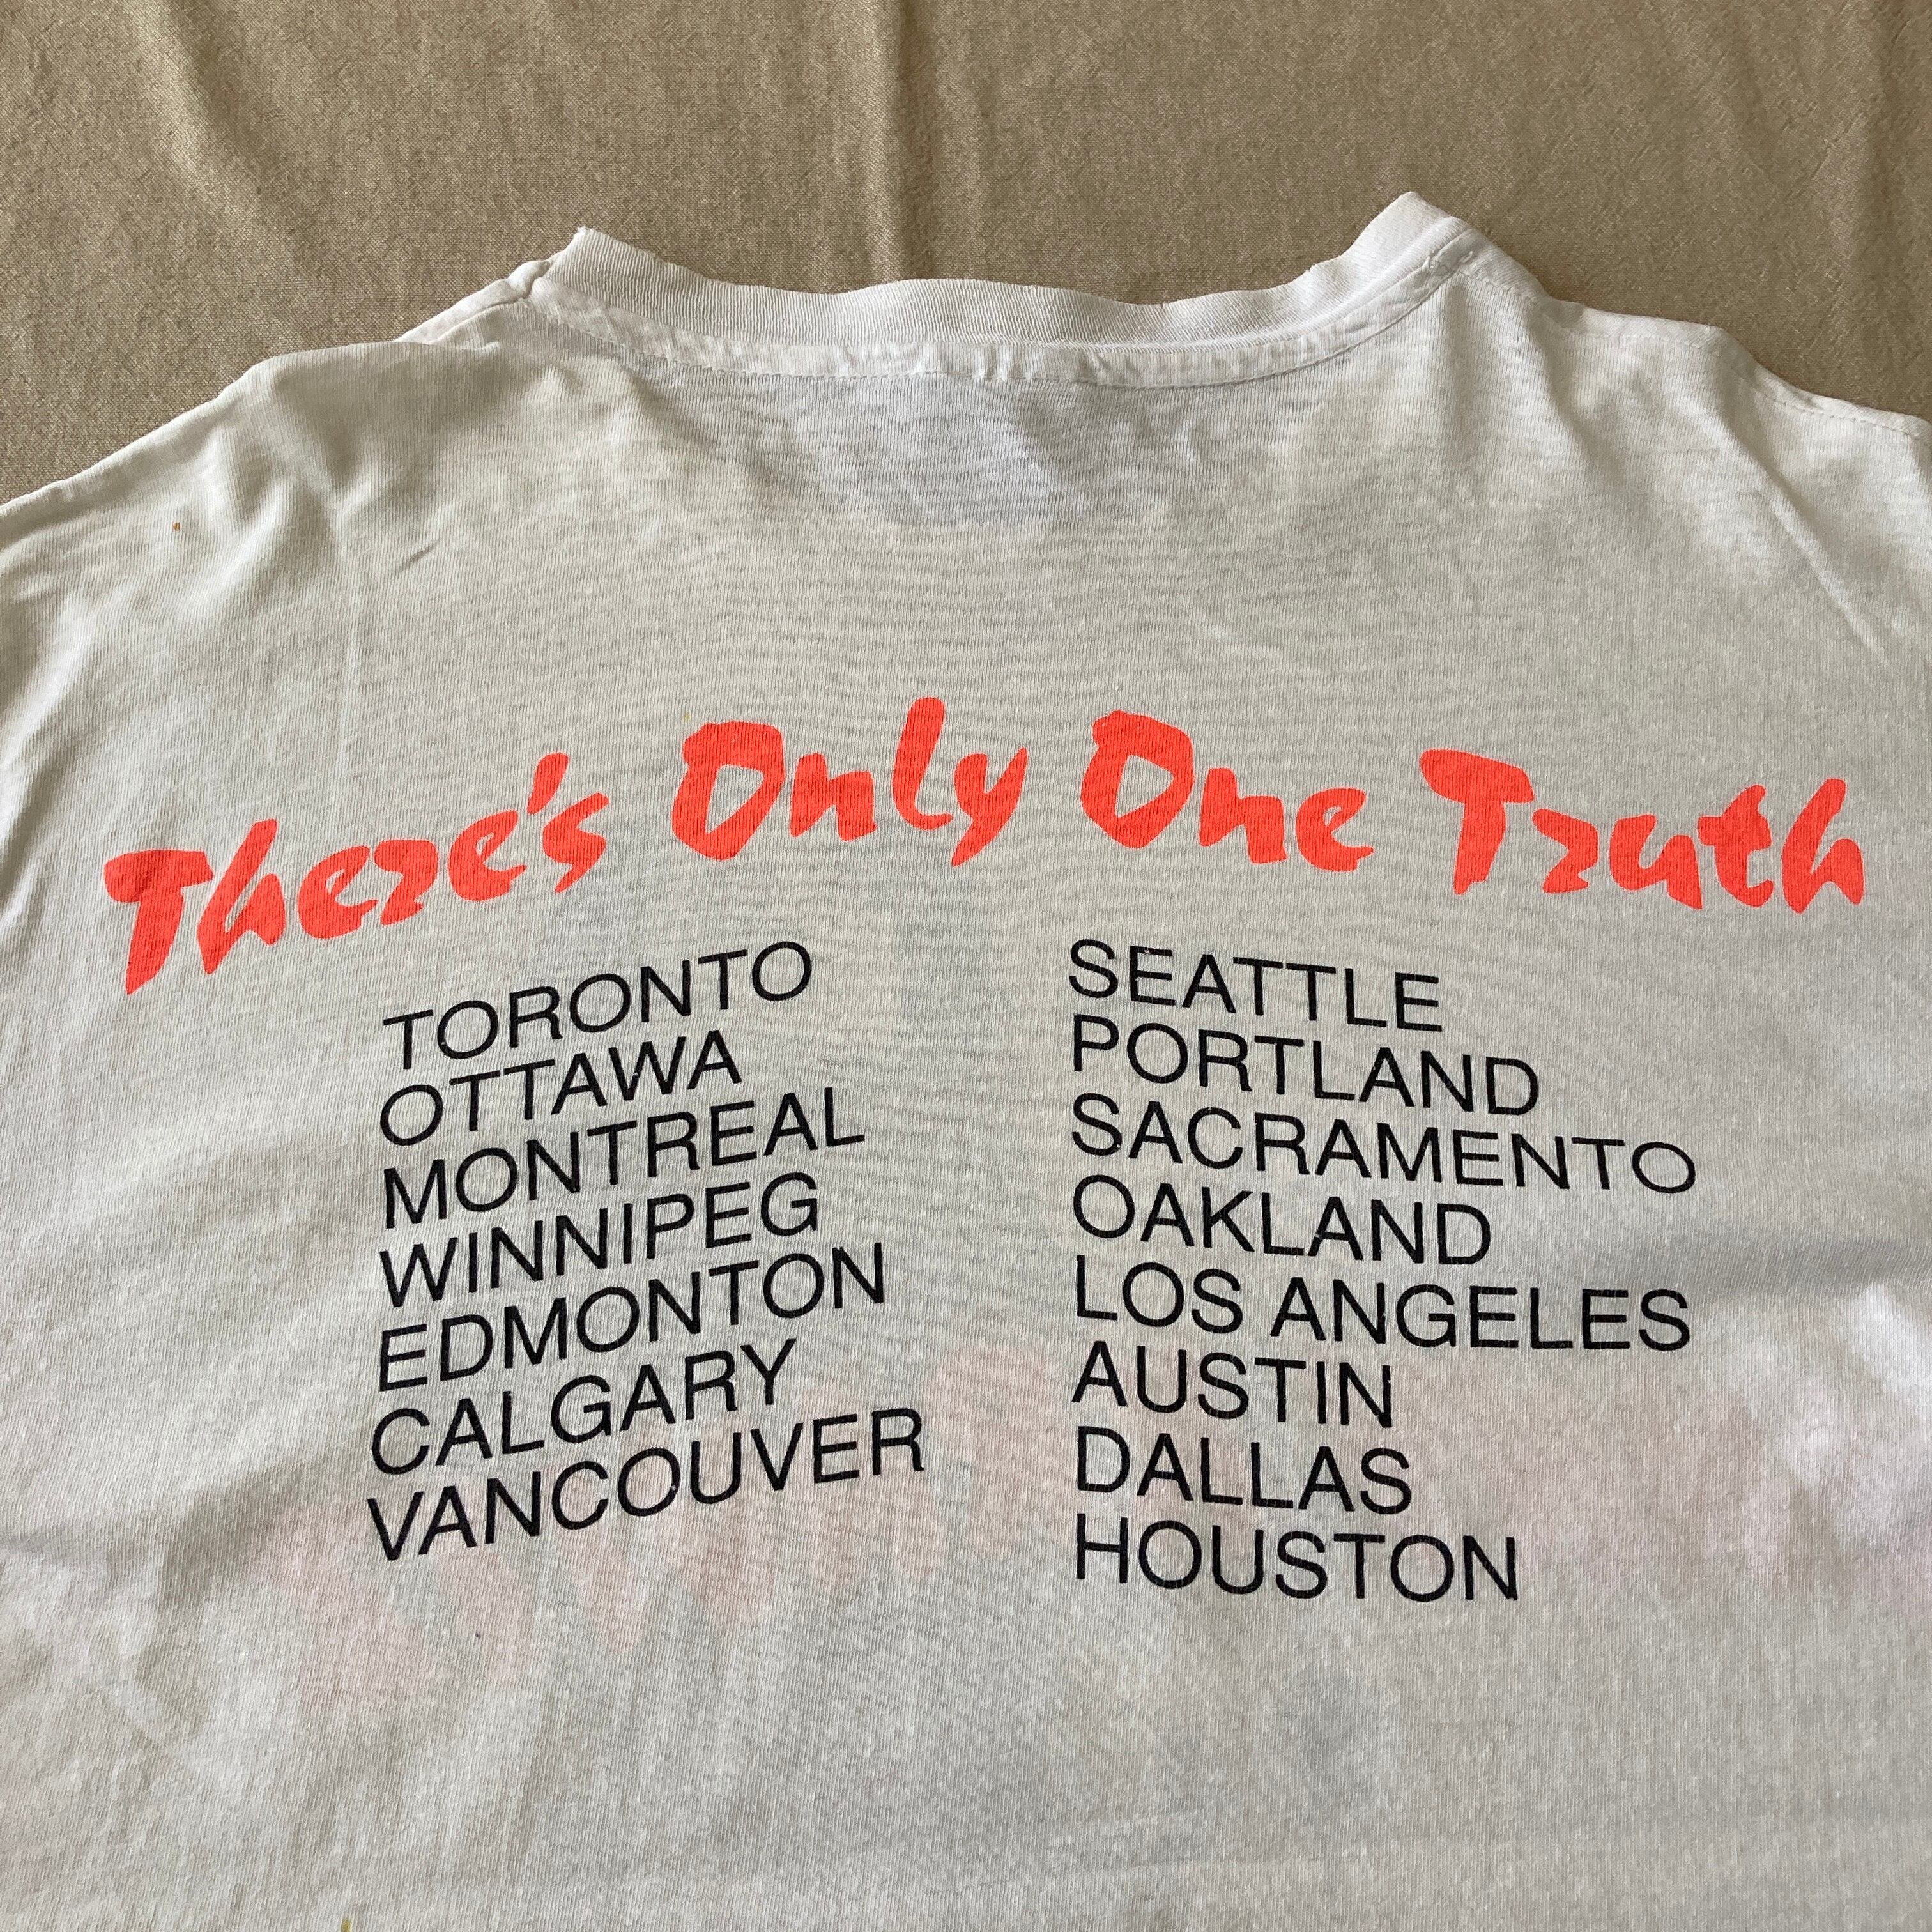 There's Only One Truth
TORONTO
OTTAWA
MONTREAL
WINNIPEG
EDMONTON
CALGARY
VANCOUVER
SEATTLE
PORTLAND
SACRAMENTO
OAKLAND
LOS ANGELES
AUSTIN
DALLAS
HOUSTON